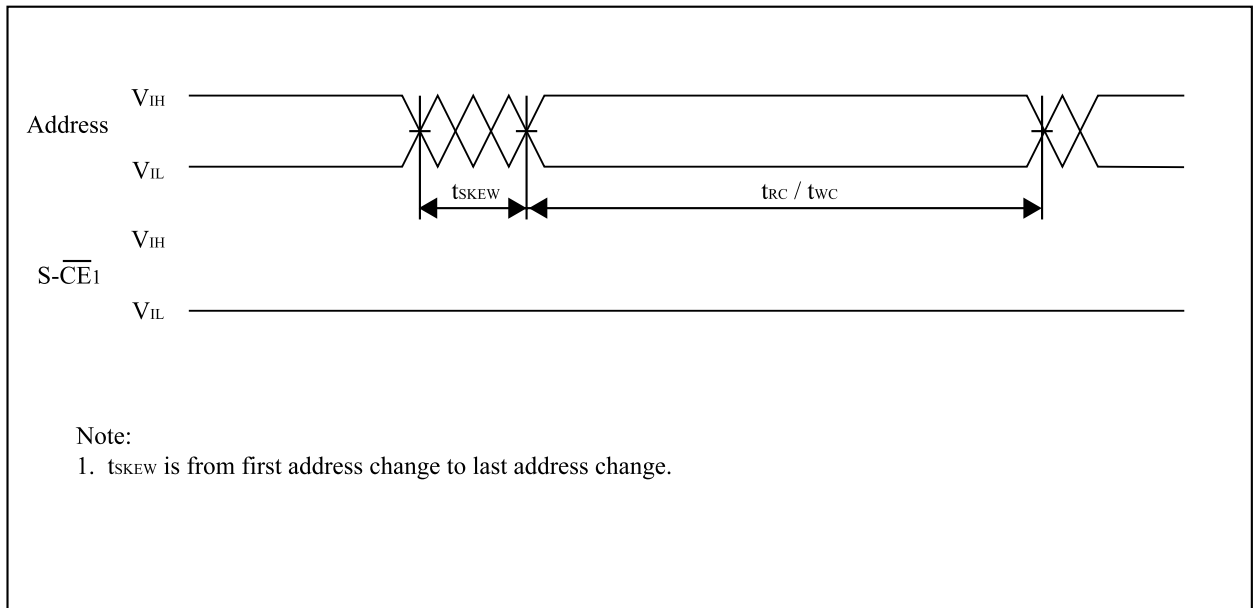 VIH
Address
VIL
tSKEW
tRC / tWC
VIH
S-C̅E̅1
VIL
Note:
1. tSKEW is from first address change to last address change.